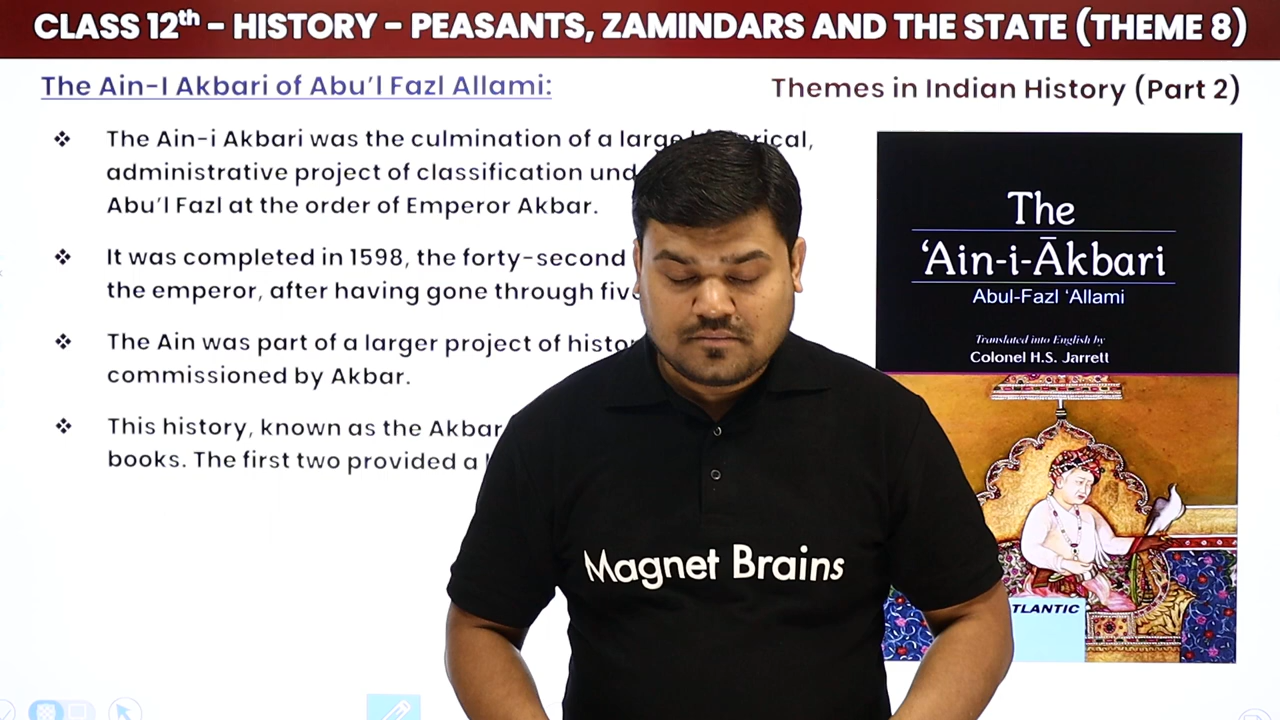 CLASS 12th – HISTORY – PEASANTS, ZAMINDARS AND THE STATE (THEME 8)
The Ain-I Akbari of Abu’l Fazl Allami:
Themes in Indian History (Part 2)
❖ The Ain-i Akbari was the culmination of a large
administrative project of classification
Abu’l Fazl at the order of Emperor Akbar.
❖ It was completed in 1598, the forty-second
the emperor, after having gone through
❖ The Ain was part of a larger project of
commissioned by Akbar.
❖ This history, known as the Akbar
books. The first two provided a
The
‘Ain-i-Ākbari
Abul-Fazl ‘Allami
Translated into English by
Colonel H.S. Jarrett
TLANTIC
Magnet Brains